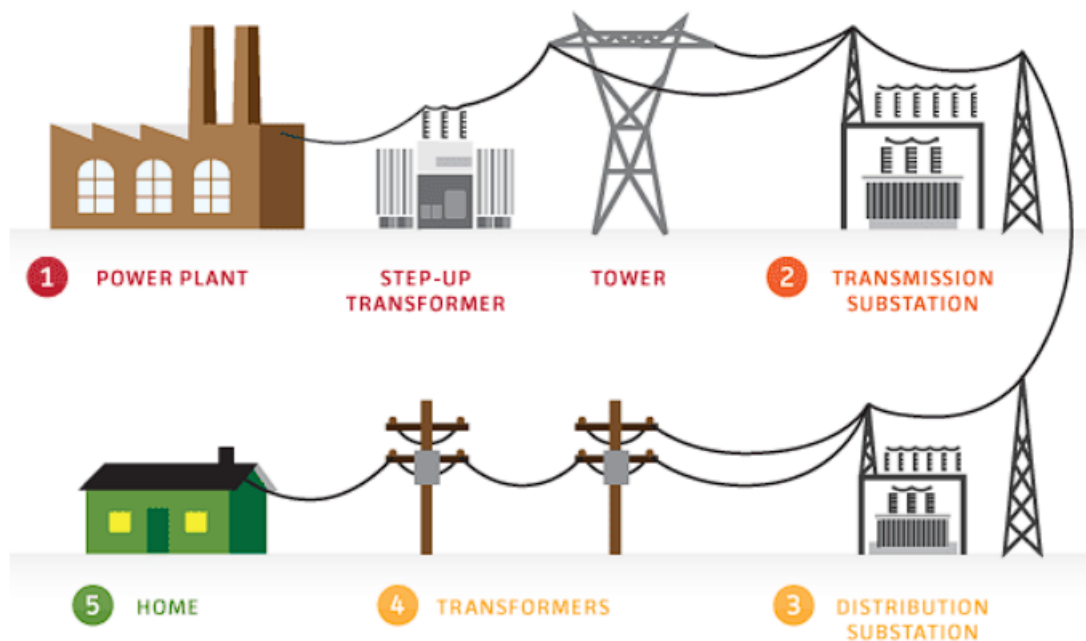 1 POWER PLANT
STEP-UP
TRANSFORMER
TOWER
2 TRANSMISSION
SUBSTATION
5 HOME
4 TRANSFORMERS
3 DISTRIBUTION
SUBSTATION